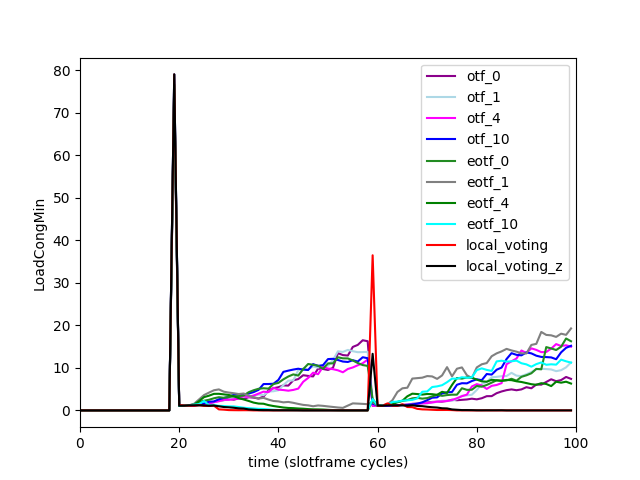 80
70
60
50
40
30
20
10
0
LoadCongMin
0 20 40 60 80 100
time (slotframe cycles)
otf_0
otf_1
otf_4
otf_10
eotf_0
eotf_1
eotf_4
eotf_10
local_voting
local_voting_z